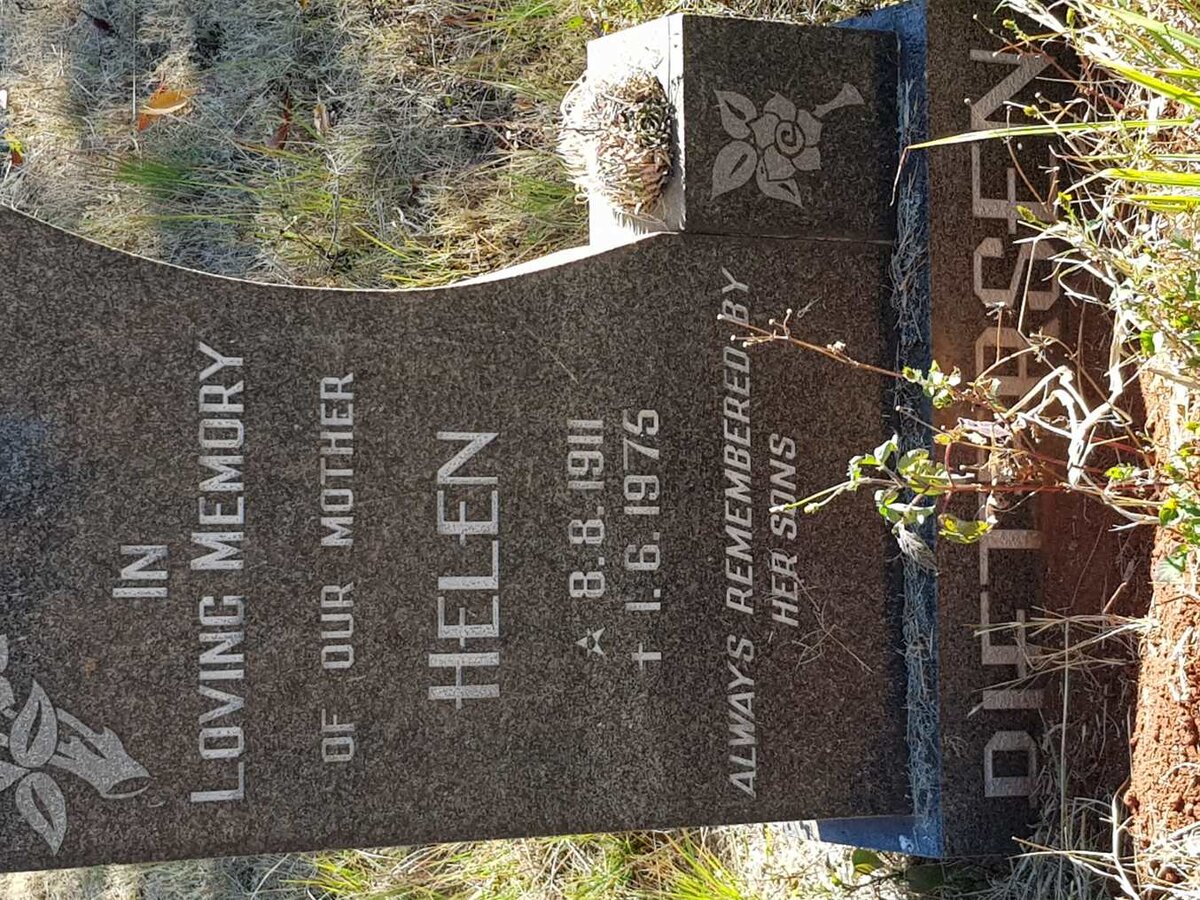 IN
LOVING MEMORY
OF OUR MOTHER
HELEN
☆ 8.8.1911
† 1.6.1975
ALWAYS REMEMBERED BY
HER SONS